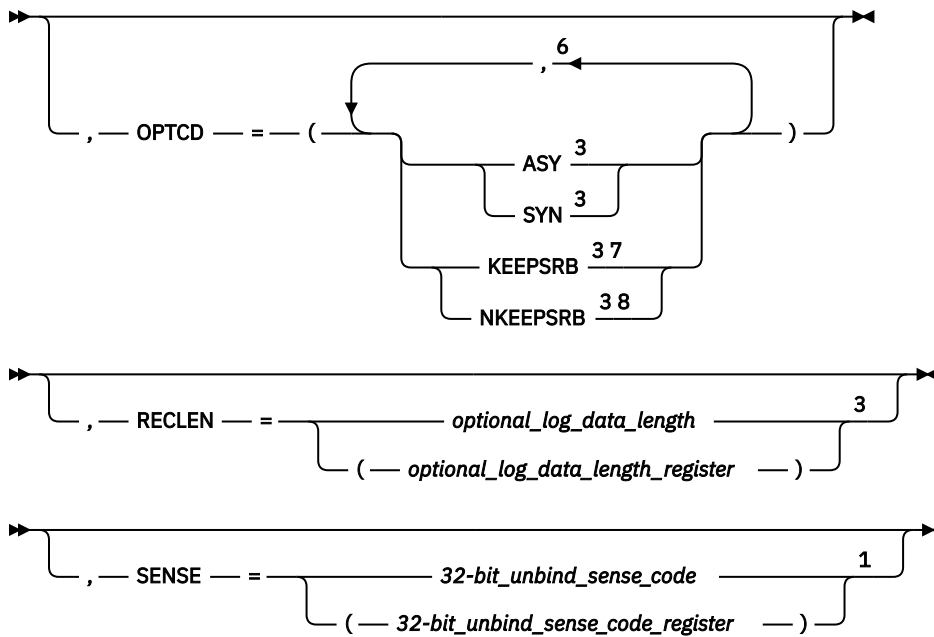 , 6
, OPTCD = ( )
ASY 3
SYN 3
KEEPSRB 3 7
NKEEPSRB 3 8
, RECLEN = optional_log_data_length 3
( optional_log_data_length_register )
, SENSE = 32-bit_unbind_sense_code 1
( 32-bit_unbind_sense_code_register )